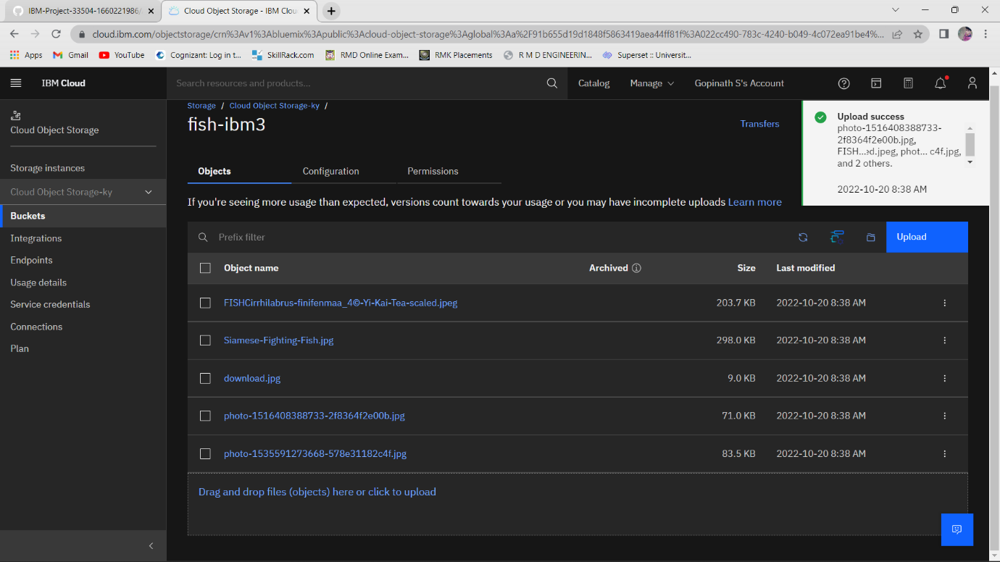 IBM-Project-33504-1660221986/
Cloud Object Storage - IBM Clou
cloud.ibm.com/objectstorage/crn%3Av1%3Abluemix%3Apublic%3Acloud-object-storage%3Aglobal%3Aa%2F91b655d19d1848f5863419aea44ff81f%3A022cc490-783c-4240-b049-4c072ea91be4%...
Apps
Gmail
YouTube
Cognizant: Log in t...
SkillRack.com
RMD Online Exam...
RMK Placements
R M D ENGINEERIN...
Superset :: Universit...
IBM Cloud
Search resources and products...
Catalog
Manage
Gopinath S's Account
Cloud Object Storage
Storage instances
Cloud Object Storage-ky
Buckets
Integrations
Endpoints
Usage details
Service credentials
Connections
Plan
Storage / Cloud Object Storage-ky /
fish-ibm3
Transfers
Upload success
photo-1516408388733-
2f8364f2e00b.jpg,
FISH...ed.jpeg, phot... c4f.jpg,
and 2 others.
2022-10-20 8:38 AM
Objects
Configuration
Permissions
If you're seeing more usage than expected, versions count towards your usage or you may have incomplete uploads Learn more
Prefix filter
Upload
Object name Archived Size Last modified
FISHCirrhilabrus-finifenmaa_4©-Yi-Kai-Tea-scaled.jpeg 203.7 KB 2022-10-20 8:38 AM
Siamese-Fighting-Fish.jpg 298.0 KB 2022-10-20 8:38 AM
download.jpg 9.0 KB 2022-10-20 8:38 AM
photo-1516408388733-2f8364f2e00b.jpg 71.0 KB 2022-10-20 8:38 AM
photo-1535591273668-578e31182c4f.jpg 83.5 KB 2022-10-20 8:38 AM
Drag and drop files (objects) here or click to upload